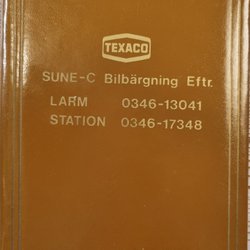 TEXACO
SUNE-C Bilbärgning Eftr.
LARM 0346-13041
STATION 0346-17348